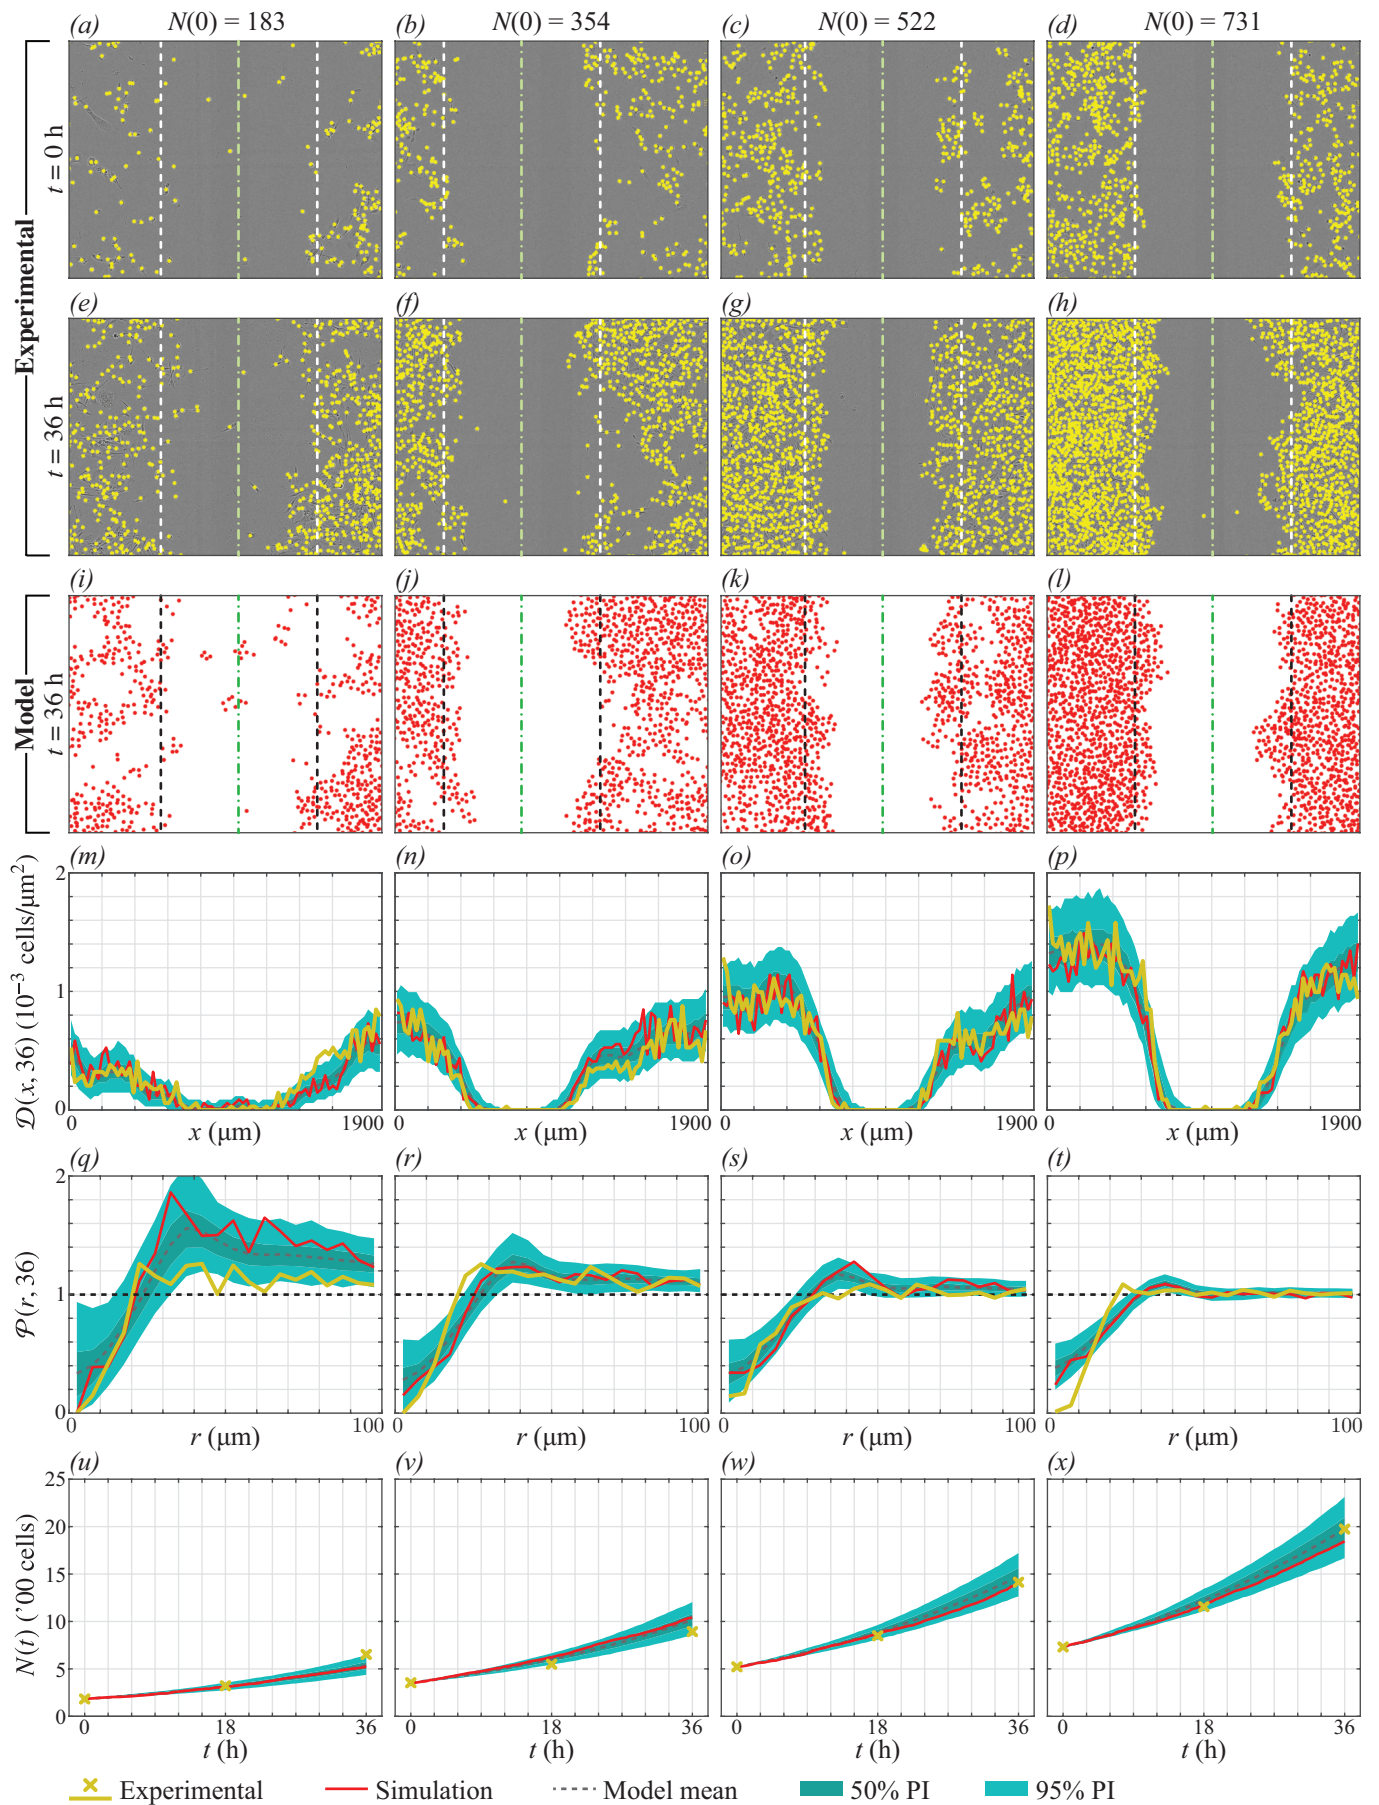 (a) N(0) = 183 (b) N(0) = 354 (c) N(0) = 522 (d) N(0) = 731
Experimental
t = 0 h
(e) (f) (g) (h)
t = 36 h
(i) (j) (k) (l)
Model
t = 36 h
(m) (n) (o) (p)
𝒟(x, 36) (10⁻³ cells/μm²)
2
1
0
0 x (μm) 1900 0 x (μm) 1900 0 x (μm) 1900 0 x (μm) 1900
(q) (r) (s) (t)
𝒫(r, 36)
2
1
0
0 r (μm) 100 0 r (μm) 100 0 r (μm) 100 0 r (μm) 100
(u) (v) (w) (x)
N(t) (’00 cells)
25
20
15
10
5
0
0 18 36 0 18 36 0 18 36 0 18 36
t (h) t (h) t (h) t (h)
Experimental Simulation Model mean 50% PI 95% PI